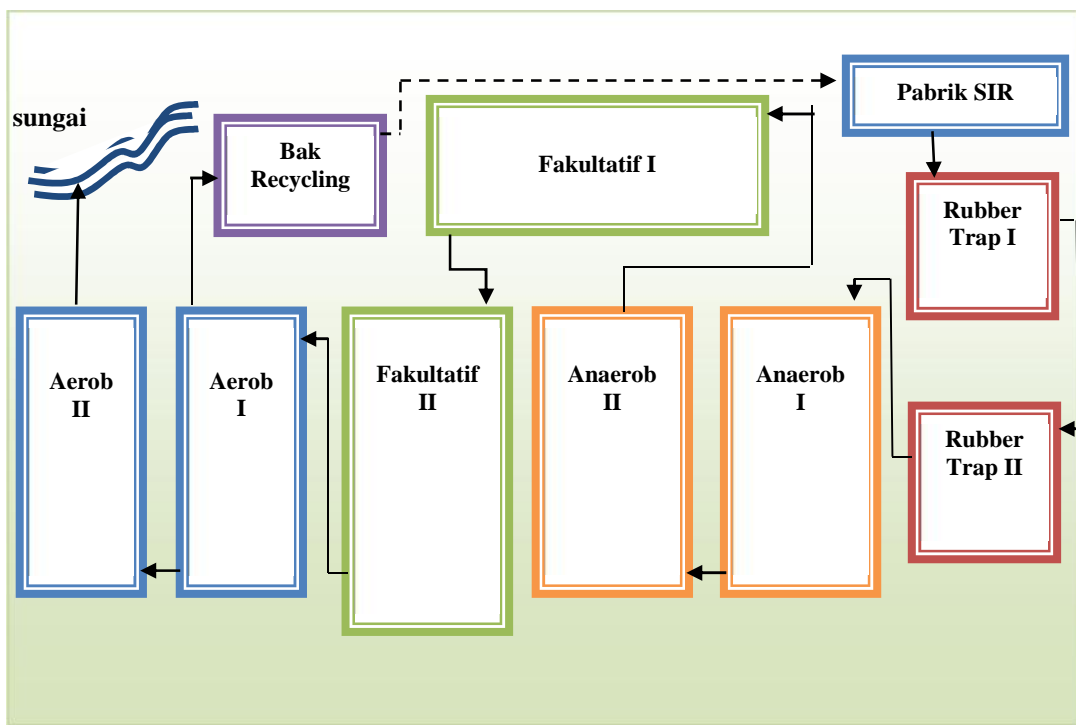 Pabrik SIR
sungai
Bak
Recycling
Fakultatif I
Rubber
Trap I
Aerob
II
Aerob
I
Fakultatif
II
Anaerob
II
Anaerob
I
Rubber
Trap II